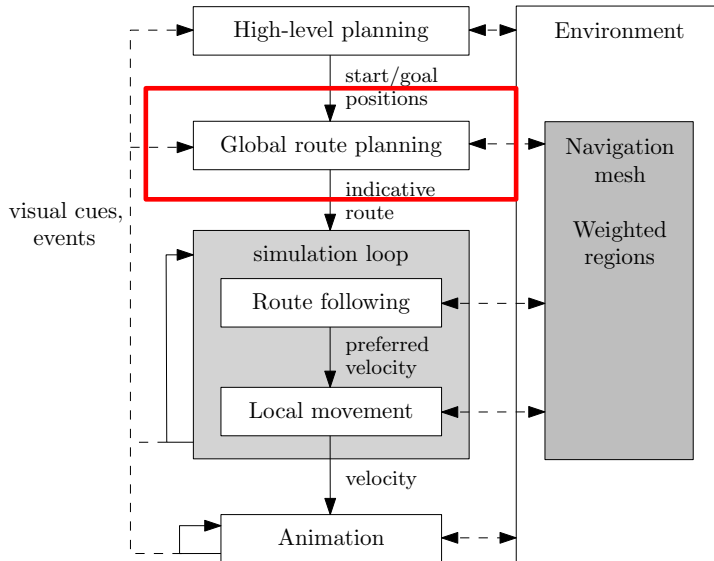 High-level planning
Environment
start/goal
positions
Global route planning
Navigation
mesh
indicative
route
visual cues,
events
Weighted
regions
simulation loop
Route following
preferred
velocity
Local movement
velocity
Animation